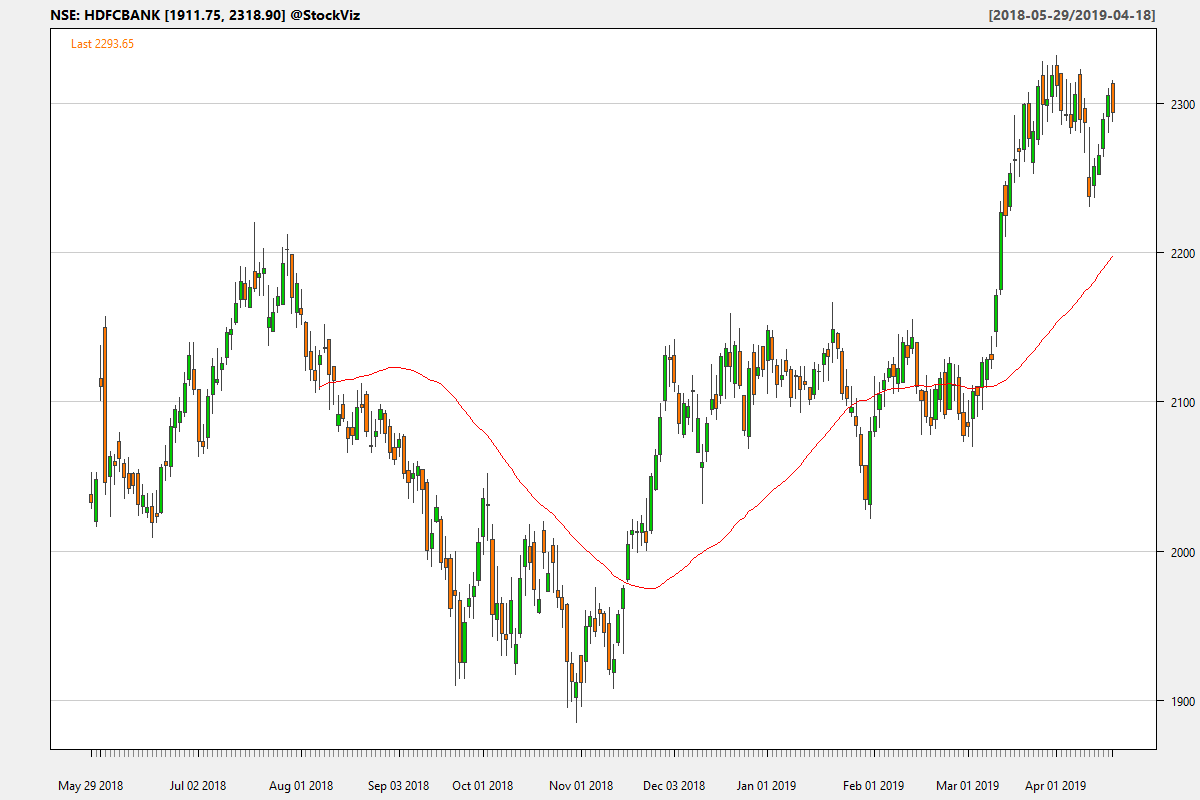 NSE: HDFCBANK [1911.75, 2318.90] @StockViz
[2018-05-29/2019-04-18]
Last 2293.65
2300
2200
2100
2000
1900
May 29 2018
Jul 02 2018
Aug 01 2018
Sep 03 2018
Oct 01 2018
Nov 01 2018
Dec 03 2018
Jan 01 2019
Feb 01 2019
Mar 01 2019
Apr 01 2019